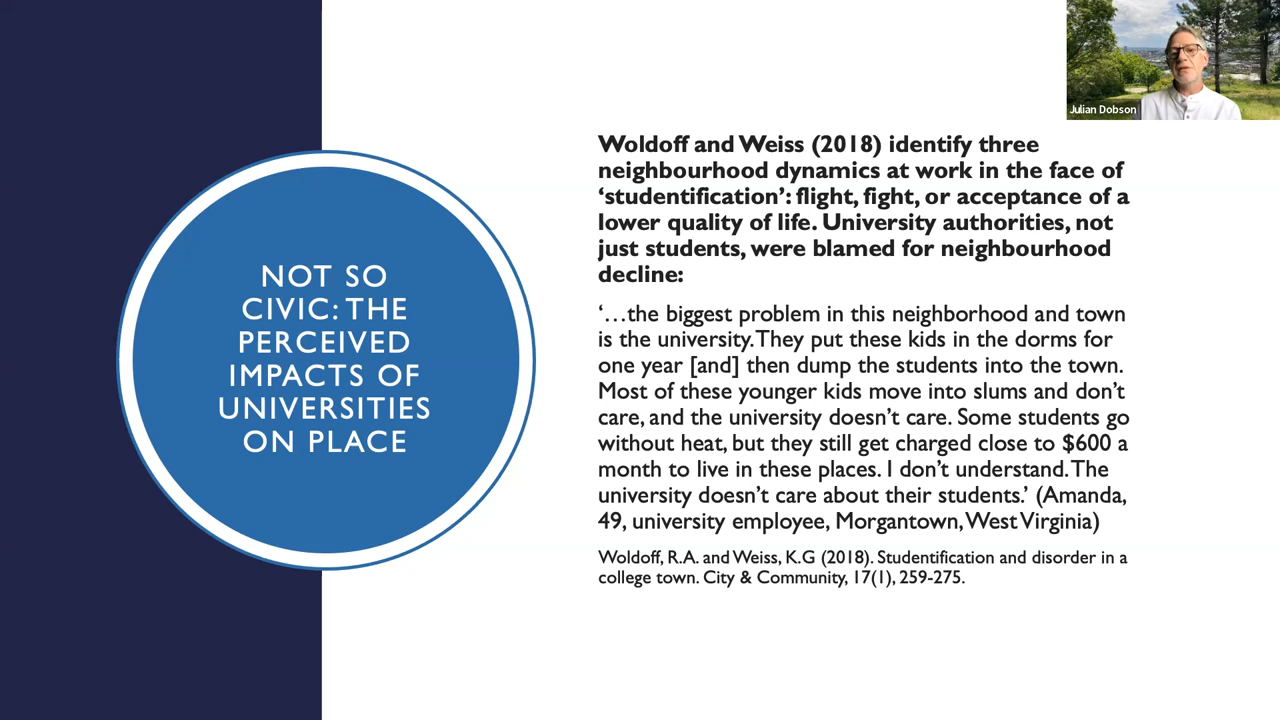 NOT SO
CIVIC: THE
PERCEIVED
IMPACTS OF
UNIVERSITIES
ON PLACE
Woldoff and Weiss (2018) identify three
neighbourhood dynamics at work in the face of
‘studentification’: flight, fight, or acceptance of a
lower quality of life. University authorities, not
just students, were blamed for neighbourhood
decline:
‘…the biggest problem in this neighborhood and town
is the university. They put these kids in the dorms for
one year [and] then dump the students into the town.
Most of these younger kids move into slums and don’t
care, and the university doesn’t care. Some students go
without heat, but they still get charged close to $600 a
month to live in these places. I don’t understand. The
university doesn’t care about their students.’ (Amanda,
49, university employee, Morgantown, West Virginia)
Woldoff, R.A. and Weiss, K.G (2018). Studentification and disorder in a
college town. City & Community, 17(1), 259-275.
Julian Dobson